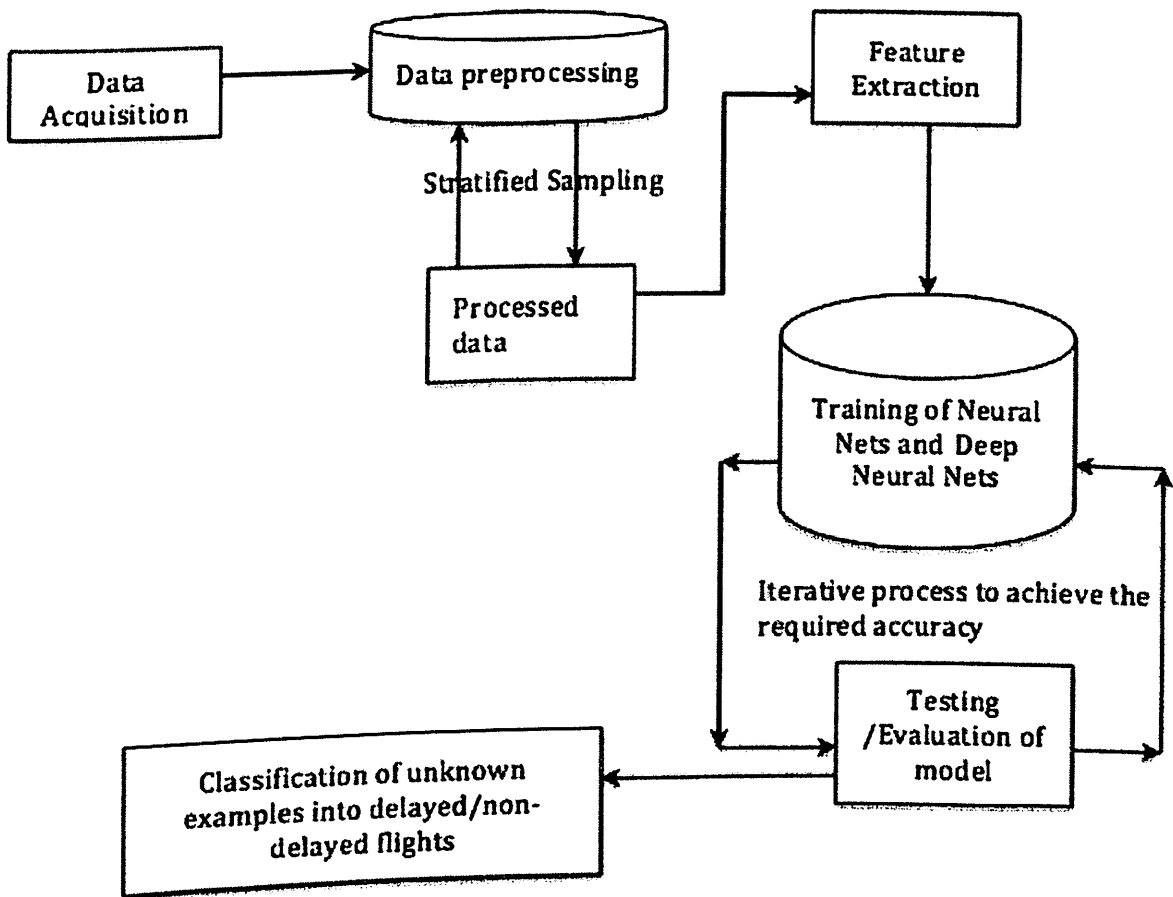 Data
Acquisition
Data preprocessing
Feature
Extraction
Stratified Sampling
Processed
data
Training of Neural
Nets and Deep
Neural Nets
Iterative process to achieve the
required accuracy
Testing
/Evaluation of
model
Classification of unknown
examples into delayed/non-
delayed flights